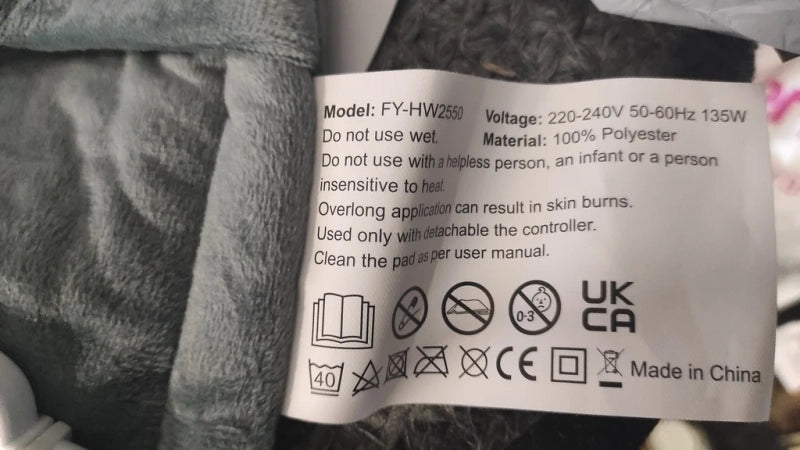 Model: FY-HW2550 Voltage: 220-240V 50-60Hz 135W
Do not use wet. Material: 100% Polyester
Do not use with a helpless person, an infant or a person
insensitive to heat.
Overlong application can result in skin burns.
Used only with detachable the controller.
Clean the pad as per user manual.
0-3 UK
CA
40 CE Made in China